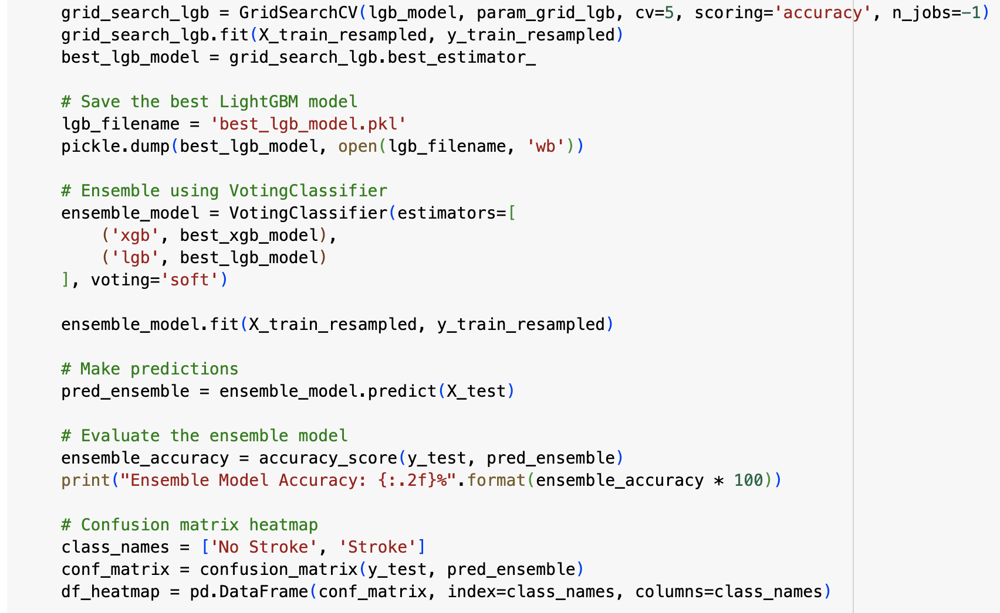 grid_search_lgb = GridSearchCV(lgb_model, param_grid_lgb, cv=5, scoring='accuracy', n_jobs=-1)
grid_search_lgb.fit(X_train_resampled, y_train_resampled)
best_lgb_model = grid_search_lgb.best_estimator_

# Save the best LightGBM model
lgb_filename = 'best_lgb_model.pkl'
pickle.dump(best_lgb_model, open(lgb_filename, 'wb'))

# Ensemble using VotingClassifier
ensemble_model = VotingClassifier(estimators=[
    ('xgb', best_xgb_model),
    ('lgb', best_lgb_model)
], voting='soft')

ensemble_model.fit(X_train_resampled, y_train_resampled)

# Make predictions
pred_ensemble = ensemble_model.predict(X_test)

# Evaluate the ensemble model
ensemble_accuracy = accuracy_score(y_test, pred_ensemble)
print("Ensemble Model Accuracy: {:.2f}%".format(ensemble_accuracy * 100))

# Confusion matrix heatmap
class_names = ['No Stroke', 'Stroke']
conf_matrix = confusion_matrix(y_test, pred_ensemble)
df_heatmap = pd.DataFrame(conf_matrix, index=class_names, columns=class_names)